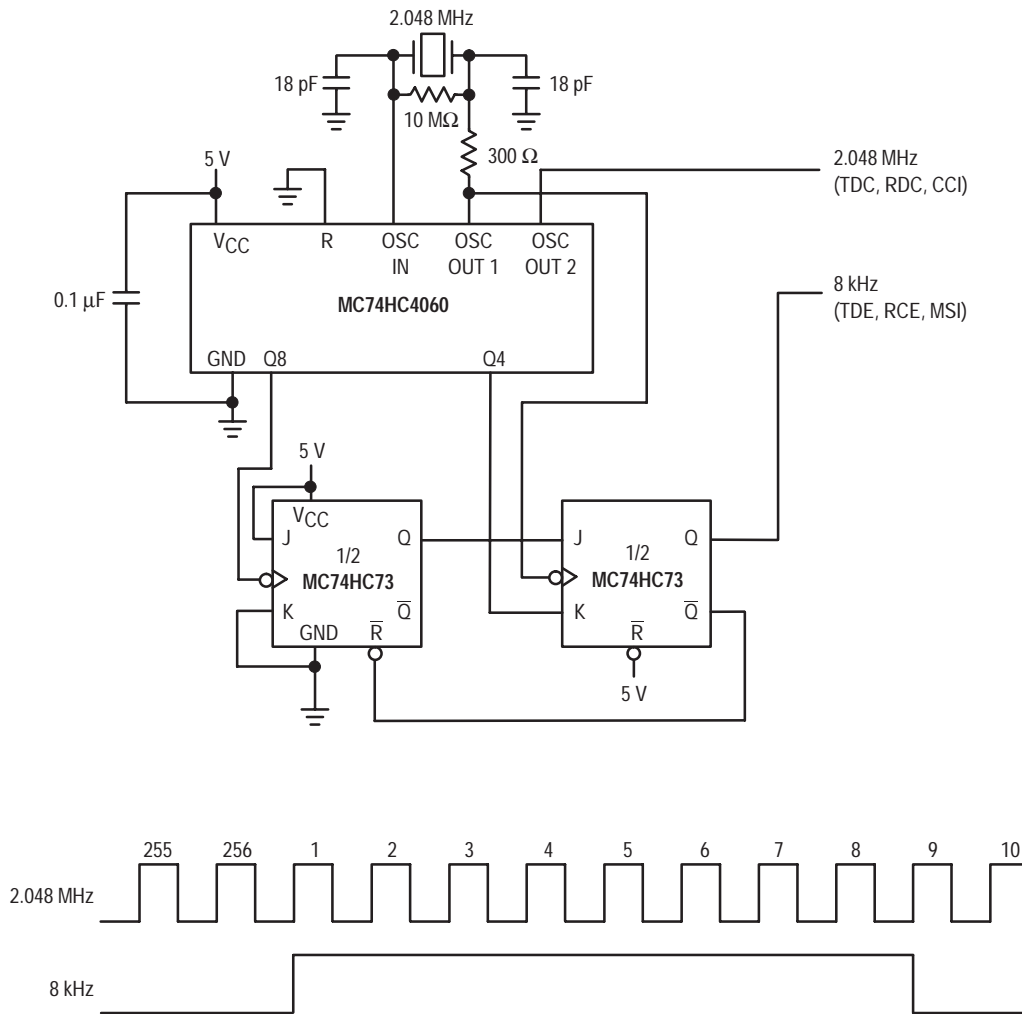 2.048 MHz
18 pF
18 pF
10 MΩ
300 Ω
5 V
2.048 MHz
(TDC, RDC, CCI)
VCC
R
OSC
IN
OSC
OUT 1
OSC
OUT 2
0.1 μF
MC74HC4060
8 kHz
(TDE, RCE, MSI)
GND
Q8
Q4
5 V
VCC
J
Q
1/2
MC74HC73
K
Q̅
GND
R̅
J
Q
1/2
MC74HC73
K
Q̅
R̅
5 V
255 256 1 2 3 4 5 6 7 8 9 10
2.048 MHz
8 kHz